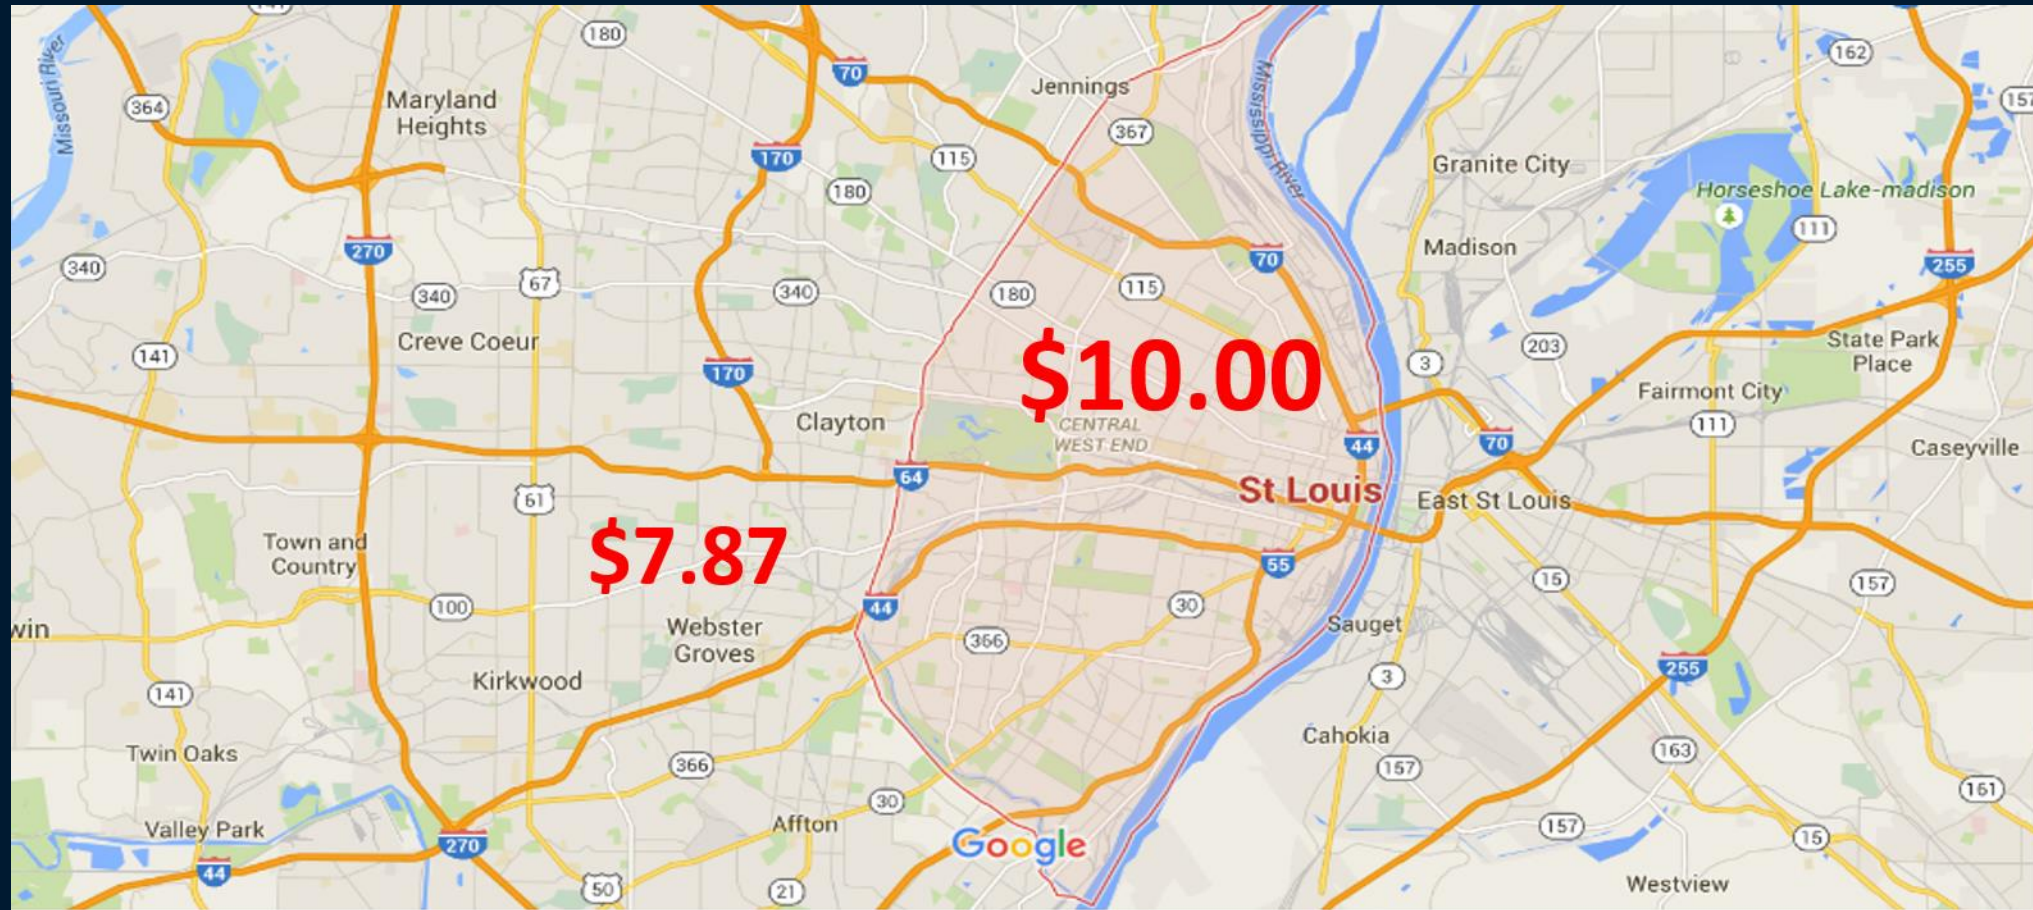 141
180
162
70
Jennings
Missouri River
Mississippi River
364
Maryland
Heights
367
157
170
115
Granite City
180
Horseshoe Lake-madison
111
270
Madison
70
255
340
67
340
340
180
115
Creve Coeur
$10.00
203
State Park
Place
141
3
170
Fairmont City
Clayton
CENTRAL
WEST END
111
44
70
Caseyville
64
St Louis
East St Louis
61
Town and
Country
$7.87
55
15
157
100
44
30
win
Webster
Groves
366
Sauget
255
Kirkwood
3
141
Cahokia
Twin Oaks
366
157
163
161
30
Valley Park
Affton
Google
157
15
270
44
50
21
Westview